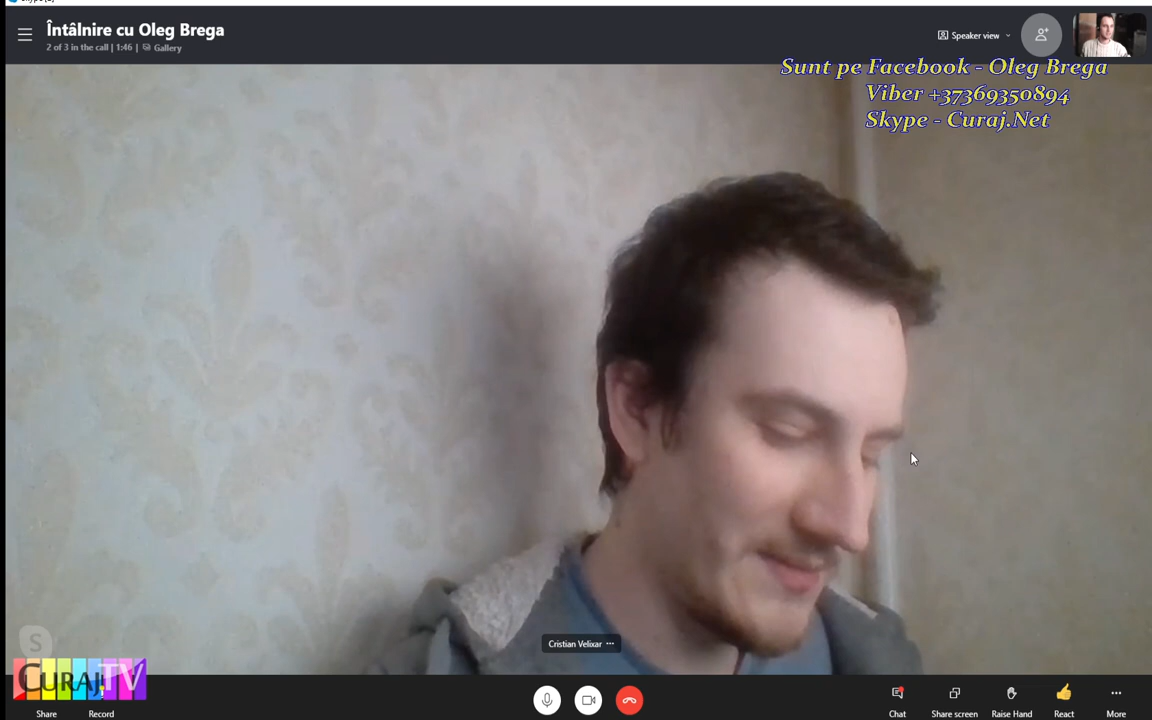 Întâlnire cu Oleg Brega
2 of 3 in the call | 1:46 | Gallery
Speaker view
Sunt pe Facebook - Oleg Brega
Viber +37369350894
Skype - Curaj.Net
Cristian Velixar
S
CURAJ TV
Share
Record
Chat
Share screen
Raise Hand
React
More